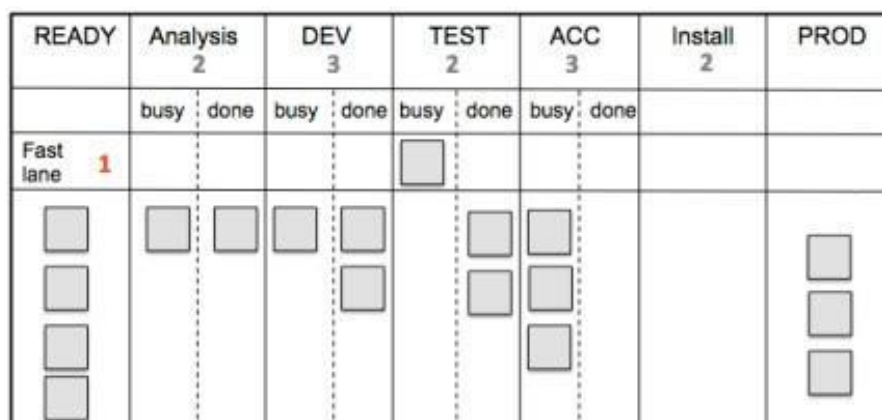 READY Analysis DEV TEST ACC Install PROD
2 3 2 3 2
busy done busy done busy done busy done
Fast
lane 1